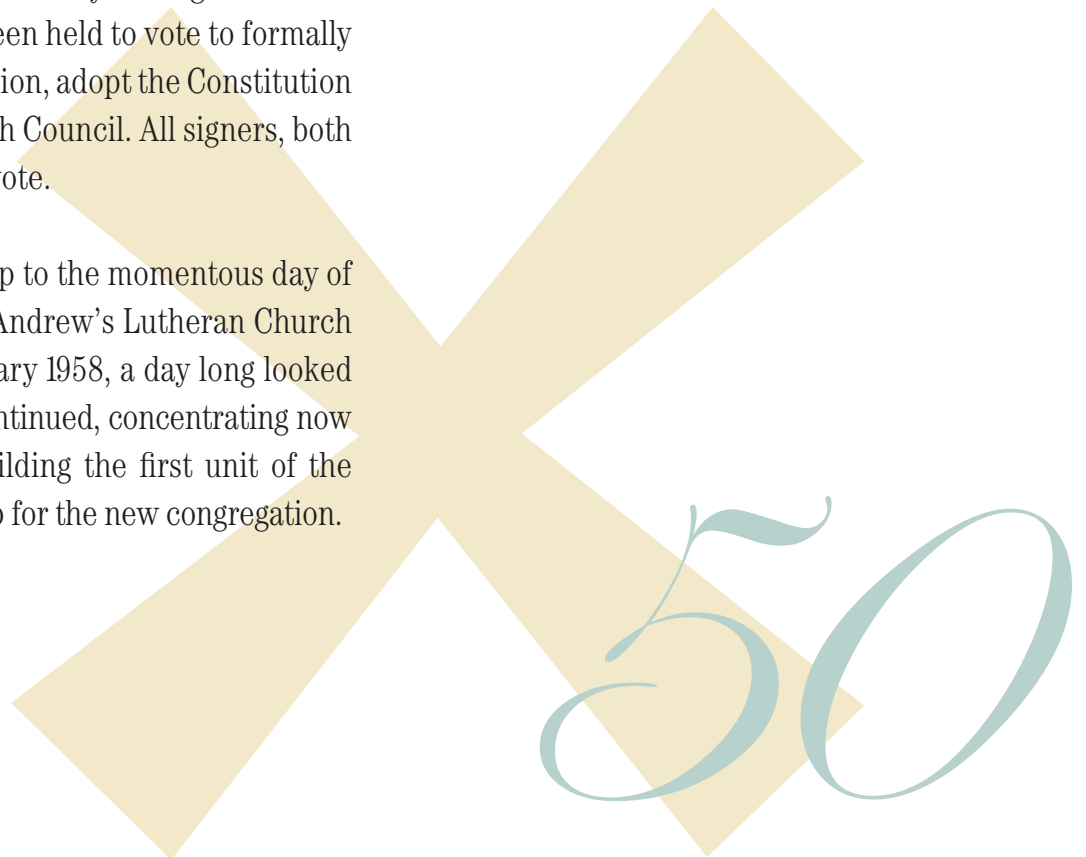 een held to vote to formally
ion, adopt the Constitution
h Council. All signers, both
vote.
p to the momentous day of
Andrew's Lutheran Church
ary 1958, a day long looked
ntinued, concentrating now
ilding the first unit of the
for the new congregation.
50